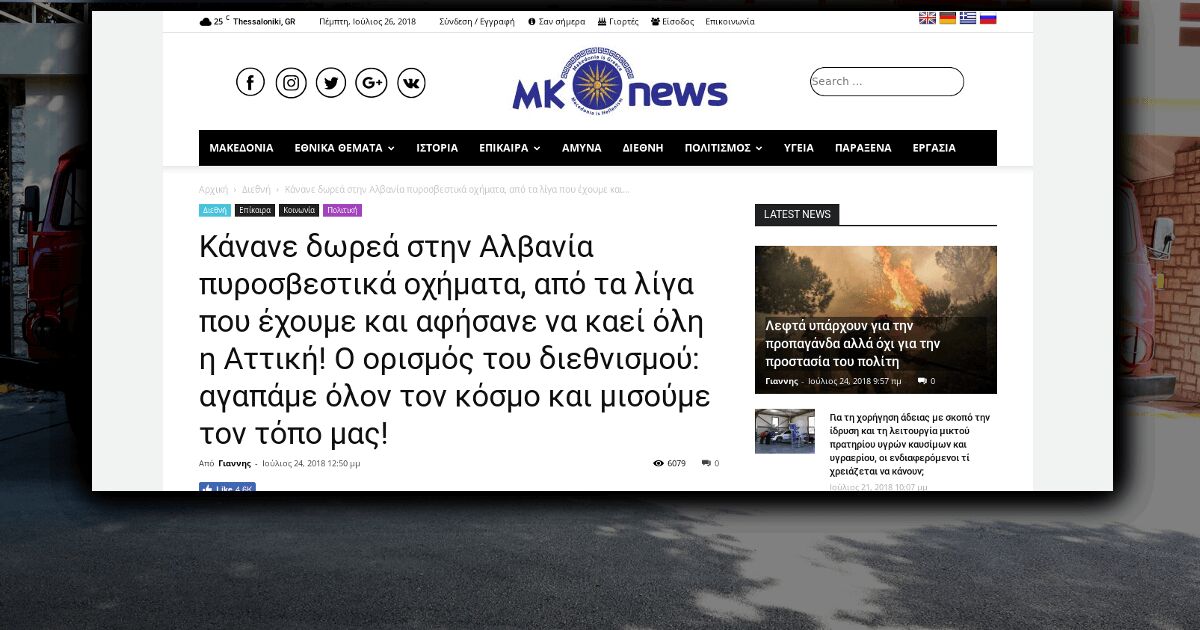 25 C Thessaloniki, GR Πέμπτη, Ιούλιος 26, 2018 Σύνδεση / Εγγραφή Σαν σήμερα Γιορτές Είσοδος Επικοινωνία
Makedonia is Greece
MK news
Macedonia is Hellenism
Search ...
ΜΑΚΕΔΟΝΙΑ ΕΘΝΙΚΑ ΘΕΜΑΤΑ ΙΣΤΟΡΙΑ ΕΠΙΚΑΙΡΑ ΑΜΥΝΑ ΔΙΕΘΝΗ ΠΟΛΙΤΙΣΜΟΣ ΥΓΕΙΑ ΠΑΡΑΞΕΝΑ ΕΡΓΑΣΙΑ
Αρχική › Διεθνή › Κάνανε δωρεά στην Αλβανία πυροσβεστικά οχήματα, από τα λίγα που έχουμε και...
Διεθνή Επίκαιρα Κοινωνία Πολιτική
Κάνανε δωρεά στην Αλβανία
πυροσβεστικά οχήματα, από τα λίγα
που έχουμε και αφήσανε να καεί όλη
η Αττική! Ο ορισμός του διεθνισμού:
αγαπάμε όλον τον κόσμο και μισούμε
τον τόπο μας!
Από Γιαννης - Ιούλιος 24, 2018 12:50 μμ 6079 0
Like 4.6K
LATEST NEWS
Λεφτά υπάρχουν για την
προπαγάνδα αλλά όχι για την
προστασία του πολίτη
Γιαννης - Ιούλιος 24, 2018 9:57 πμ 0
Για τη χορήγηση άδειας με σκοπό την
ίδρυση και τη λειτουργία μικτού
πρατηρίου υγρών καυσίμων και
υγραερίου, οι ενδιαφερόμενοι τί
χρειάζεται να κάνουν;
Ιούλιος 21, 2018 10:07 μμ